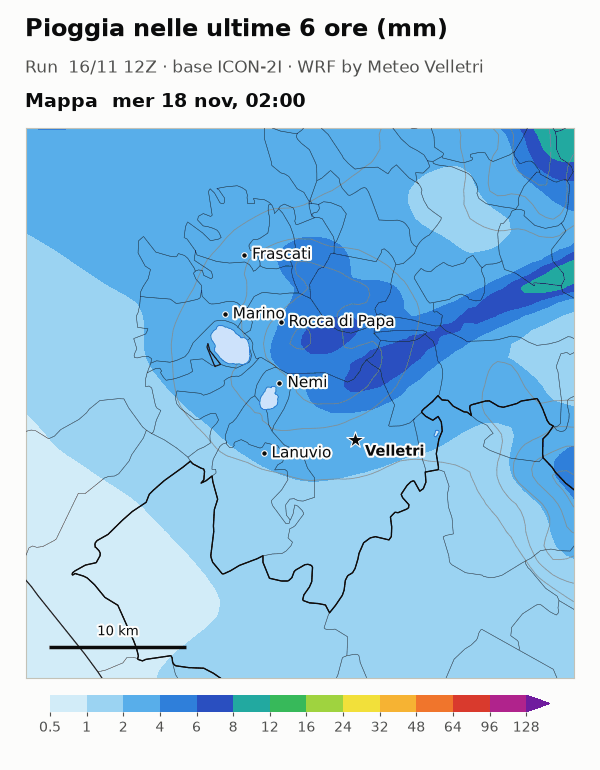 Pioggia nelle ultime 6 ore (mm)
Run  16/11 12Z · base ICON-2I · WRF by Meteo Velletri
Mappa  mer 18 nov, 02:00
Frascati
Marino
Rocca di Papa
Nemi
Velletri
Lanuvio
10 km
0.5 1 2 4 6 8 12 16 24 32 48 64 96 128